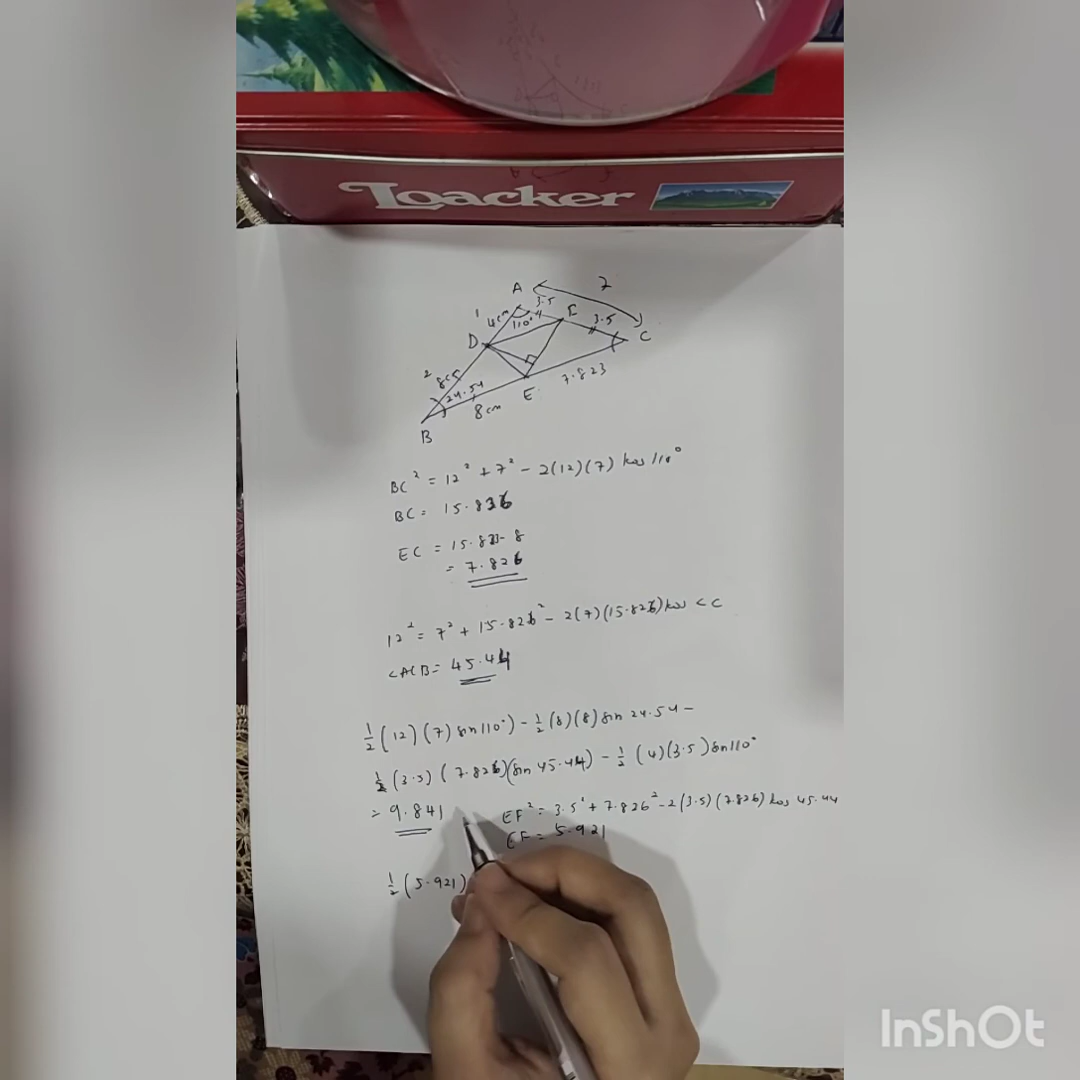 Loacker
A
7
1
4cm
3.5
110°
F
3.5
C
D
2
8cm
24.54
8cm
E
7.823
B
BC² = 12² + 7² - 2(12)(7) kos 110°
BC = 15.826
EC = 15.823-8
= 7.826
12² = 7² + 15.826² - 2(7)(15.826) kos <C
<ACB = 45.44
½(12)(7) sin 110°) - ½(8)(8) sin 24.54 -
½(3.5)(7.826)(sin 45.44) - ½(4)(3.5) sin 110°
= 9.841
EF² = 3.5² + 7.826² - 2(3.5)(7.826) kos 45.44
EF = 5.921
½(5.921)
InShOt